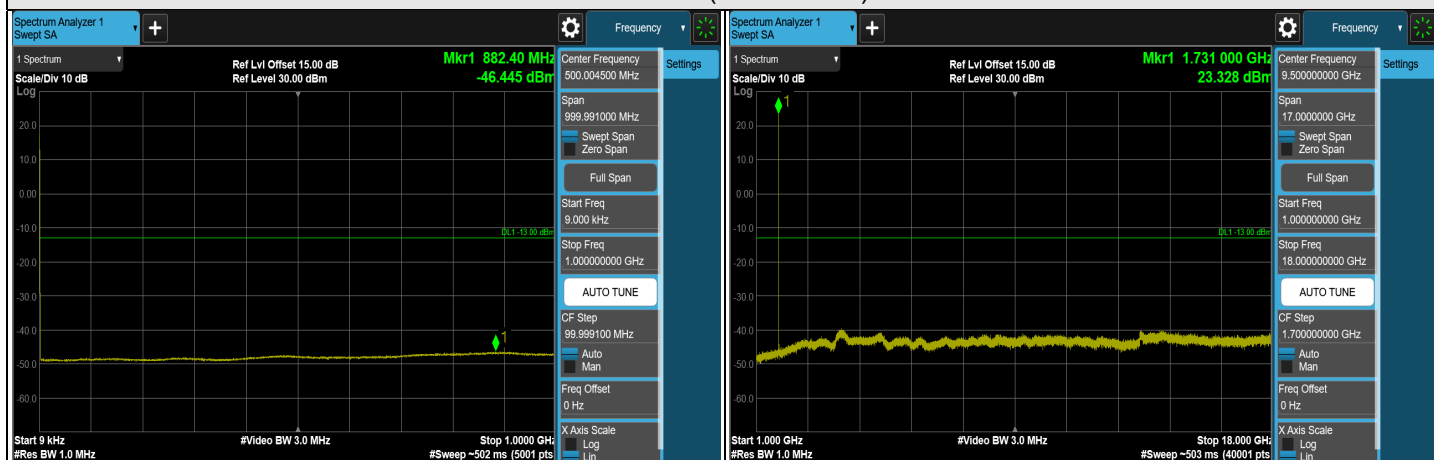 Spectrum Analyzer 1
Swept SA
+
Frequency
1 Spectrum
Scale/Div 10 dB
Log
Ref Lvl Offset 15.00 dB
Ref Level 30.00 dBm
Mkr1 882.40 MHz
-46.445 dBm
20.0
10.0
0.00
-10.0
-20.0
-30.0
-40.0
-50.0
-60.0
DL1 -13.00 dBm
1
Start 9 kHz
#Res BW 1.0 MHz
#Video BW 3.0 MHz
Stop 1.0000 GHz
#Sweep ~502 ms (5001 pts
Center Frequency
500.004500 MHz
Span
999.991000 MHz
Swept Span
Zero Span
Full Span
Start Freq
9.000 kHz
Stop Freq
1.000000000 GHz
AUTO TUNE
CF Step
99.999100 MHz
Auto
Man
Freq Offset
0 Hz
X Axis Scale
Log
Lin
Settings
Spectrum Analyzer 1
Swept SA
+
Frequency
1 Spectrum
Scale/Div 10 dB
Log
Ref Lvl Offset 15.00 dB
Ref Level 30.00 dBm
Mkr1 1.731 000 GHz
23.328 dBm
1
20.0
10.0
0.00
-10.0
-20.0
-30.0
-40.0
-50.0
-60.0
DL1 -13.00 dBm
Start 1.000 GHz
#Res BW 1.0 MHz
#Video BW 3.0 MHz
Stop 18.000 GHz
#Sweep ~503 ms (40001 pts
Center Frequency
9.500000000 GHz
Span
17.0000000 GHz
Swept Span
Zero Span
Full Span
Start Freq
1.000000000 GHz
Stop Freq
18.000000000 GHz
AUTO TUNE
CF Step
1.700000000 GHz
Auto
Man
Freq Offset
0 Hz
X Axis Scale
Log
Lin
Settings